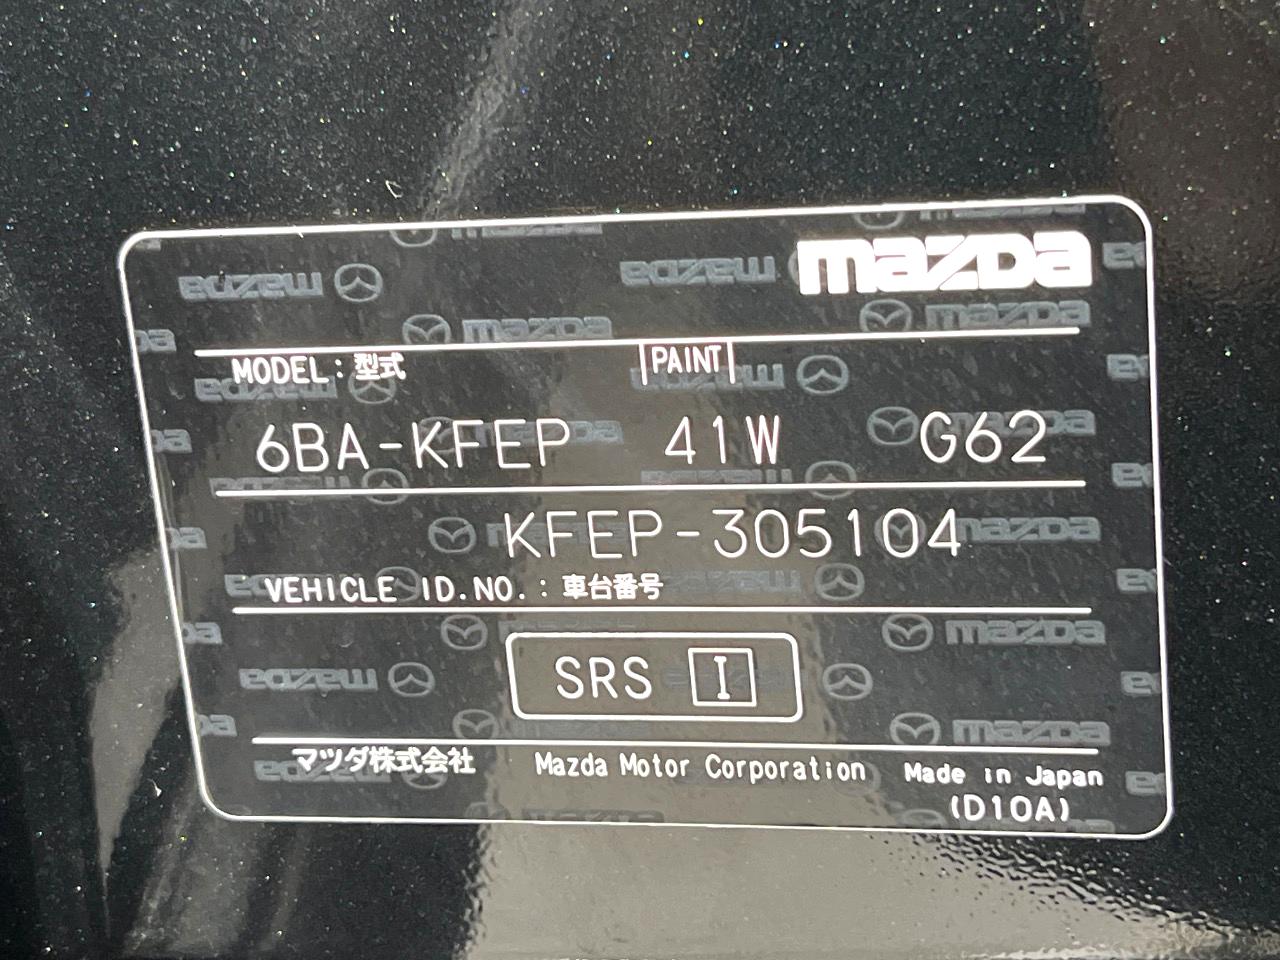 mazda
MODEL : 型式
PAINT
6BA-KFEP 41W G62
KFEP-305104
VEHICLE ID.NO. : 車台番号
SRS I
マツダ株式会社 Mazda Motor Corporation Made in Japan
(D10A)